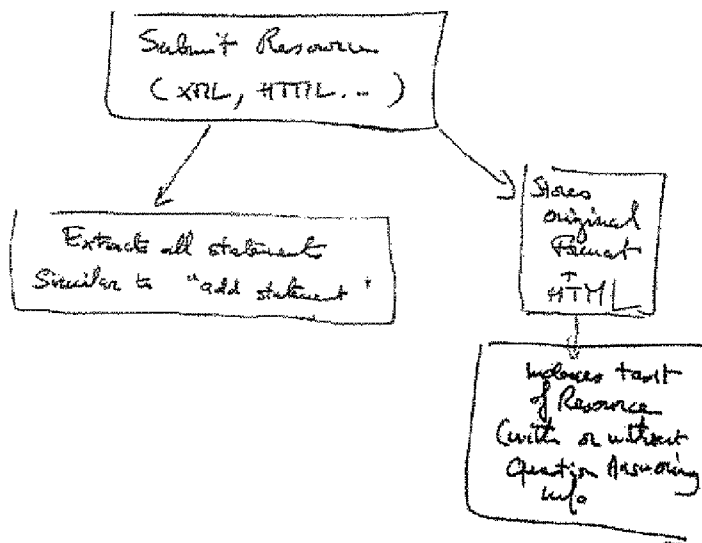 Submit Resource
(XML, HTML...)
Extracts all statement
Similar to "add statement"
Stores
original
Format
↑
HTML
Indexes text
of Resource
(with or without
Question Answering
info